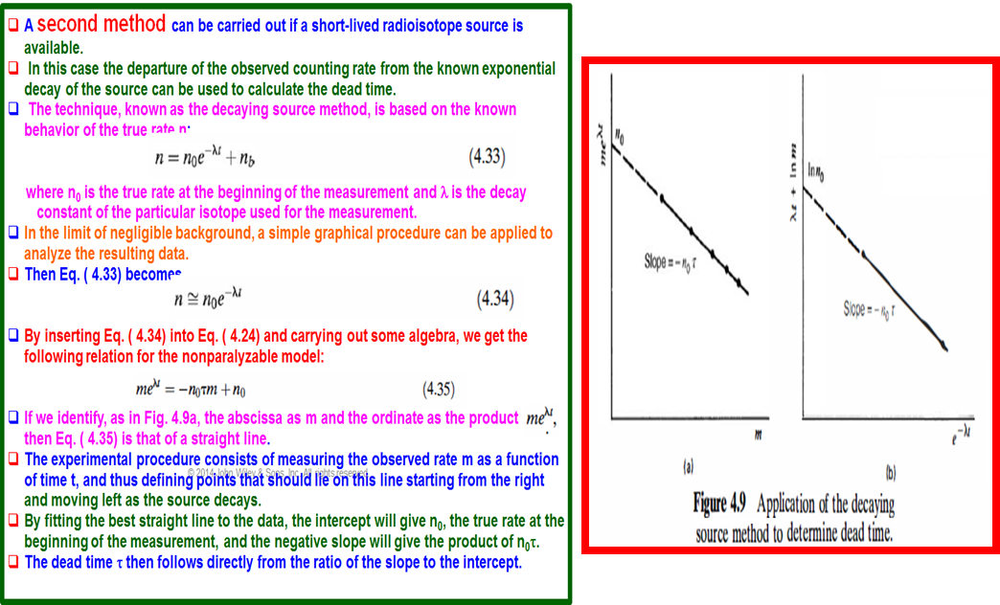 ❑ A second method can be carried out if a short-lived radioisotope source is
available.
❑ In this case the departure of the observed counting rate from the known exponential
decay of the source can be used to calculate the dead time.
❑ The technique, known as the decaying source method, is based on the known
behavior of the true rate n:
n = n₀e^{-λt} + n_b (4.33)
where n₀ is the true rate at the beginning of the measurement and λ is the decay
constant of the particular isotope used for the measurement.
❑ In the limit of negligible background, a simple graphical procedure can be applied to
analyze the resulting data.
❑ Then Eq. ( 4.33) becomes
n ≅ n₀e^{-λt} (4.34)
❑ By inserting Eq. ( 4.34) into Eq. ( 4.24) and carrying out some algebra, we get the
following relation for the nonparalyzable model:
me^{λt} = -n₀τm + n₀ (4.35)
❑ If we identify, as in Fig. 4.9a, the abscissa as m and the ordinate as the product me^{λt},
then Eq. ( 4.35) is that of a straight line.
❑ The experimental procedure consists of measuring the observed rate m as a function
© 2014 John Wiley & Sons, Inc. All rights reserved.
of time t, and thus defining points that should lie on this line starting from the right
and moving left as the source decays.
❑ By fitting the best straight line to the data, the intercept will give n₀, the true rate at the
beginning of the measurement, and the negative slope will give the product of n₀τ.
❑ The dead time τ then follows directly from the ratio of the slope to the intercept.
me^{λt}
n₀
Slope = - n₀ τ
m
(a)
λt + ln m
ln n₀
Slope = - n₀ τ
e^{-λt}
(b)
Figure 4.9 Application of the decaying
source method to determine dead time.